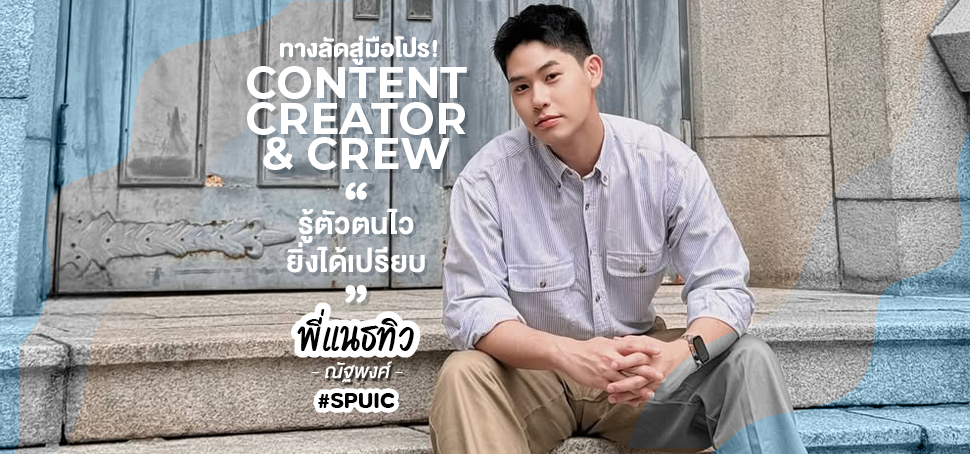 ทางลัดสู่มือโปร!
CONTENT
CREATOR
& CREW
“
รู้ตัวตนไว
ยิ่งได้เปรียบ
”
พี่แนธทิว
- ณัฐพงศ์ -
#SPUIC